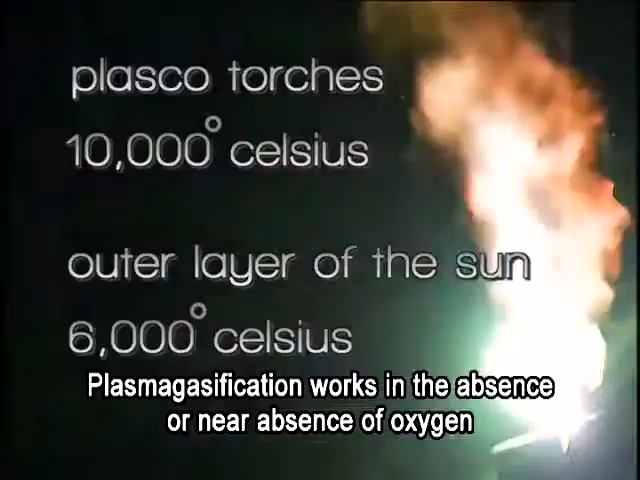 plasco torches
10,000° celsius
outer layer of the sun
6,000° celsius
Plasmagasification works in the absence
or near absence of oxygen